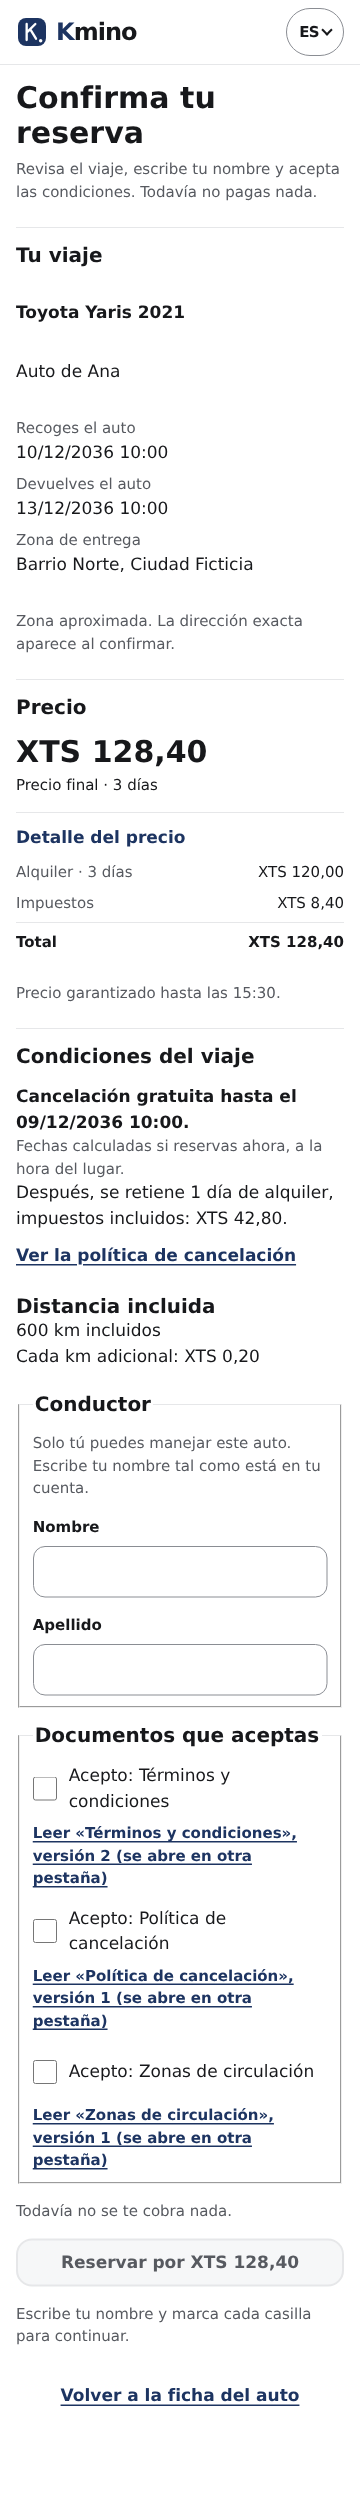 Kmino
ES
Confirma tu
reserva
Revisa el viaje, escribe tu nombre y acepta
las condiciones. Todavía no pagas nada.
Tu viaje
Toyota Yaris 2021
Auto de Ana
Recoges el auto
10/12/2036 10:00
Devuelves el auto
13/12/2036 10:00
Zona de entrega
Barrio Norte, Ciudad Ficticia
Zona aproximada. La dirección exacta
aparece al confirmar.
Precio
XTS 128,40
Precio final · 3 días
Detalle del precio
Alquiler · 3 días XTS 120,00
Impuestos XTS 8,40
Total XTS 128,40
Precio garantizado hasta las 15:30.
Condiciones del viaje
Cancelación gratuita hasta el
09/12/2036 10:00.
Fechas calculadas si reservas ahora, a la
hora del lugar.
Después, se retiene 1 día de alquiler,
impuestos incluidos: XTS 42,80.
Ver la política de cancelación
Distancia incluida
600 km incluidos
Cada km adicional: XTS 0,20
Conductor
Solo tú puedes manejar este auto.
Escribe tu nombre tal como está en tu
cuenta.
Nombre
Apellido
Documentos que aceptas
Acepto: Términos y
condiciones
Leer «Términos y condiciones»,
versión 2 (se abre en otra
pestaña)
Acepto: Política de
cancelación
Leer «Política de cancelación»,
versión 1 (se abre en otra
pestaña)
Acepto: Zonas de circulación
Leer «Zonas de circulación»,
versión 1 (se abre en otra
pestaña)
Todavía no se te cobra nada.
Reservar por XTS 128,40
Escribe tu nombre y marca cada casilla
para continuar.
Volver a la ficha del auto